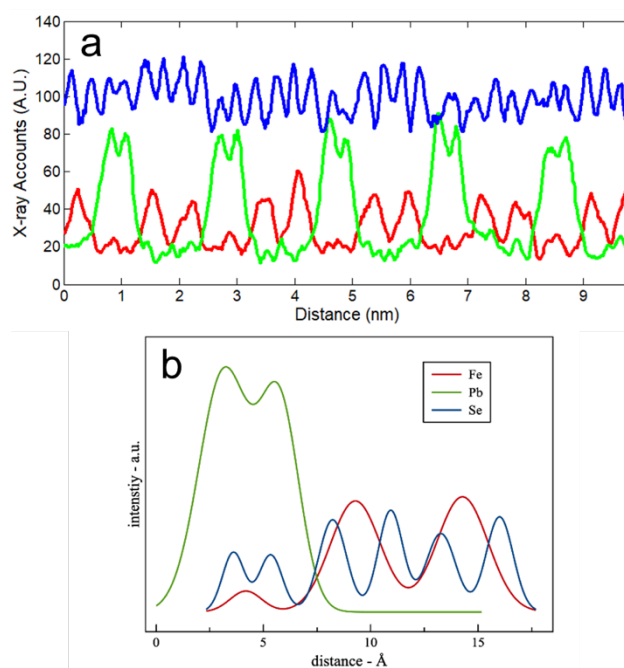 a
140
120
100
80
60
40
20
0
X-ray Accounts (A.U.)
0 1 2 3 4 5 6 7 8 9
Distance (nm)
b
Fe
Pb
Se
intenstiy - a.u.
0 5 10 15
distance - Å